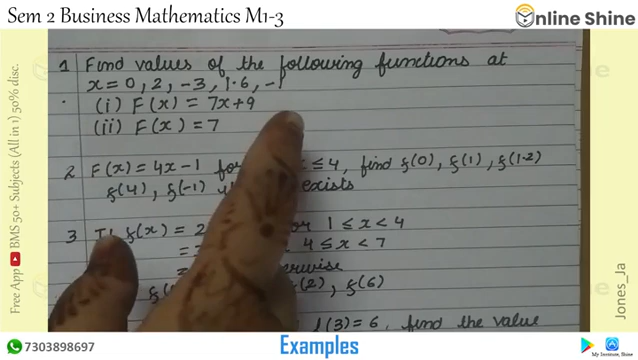 Sem 2 Business Mathematics M1-3
Online Shine
1 Find values of the following functions at
x = 0, 2, -3, 1.6, -1
(i) F(x) = 7x+9
(ii) F(x) = 7
2 F(x) = 4x-1 for x ≤ 4, find f(0), f(1), f(1.2)
f(4), f(-1) exists
3 If f(x) = 2 for 1 ≤ x < 4
= 4 ≤ x < 7
=
f( f(2), f(6)
f(3) = 6, find the value
Free App BMS 50+ Subjects (All in 1) 50% disc.
Jones_Ja
7303898697
Examples
My Institute, Shine